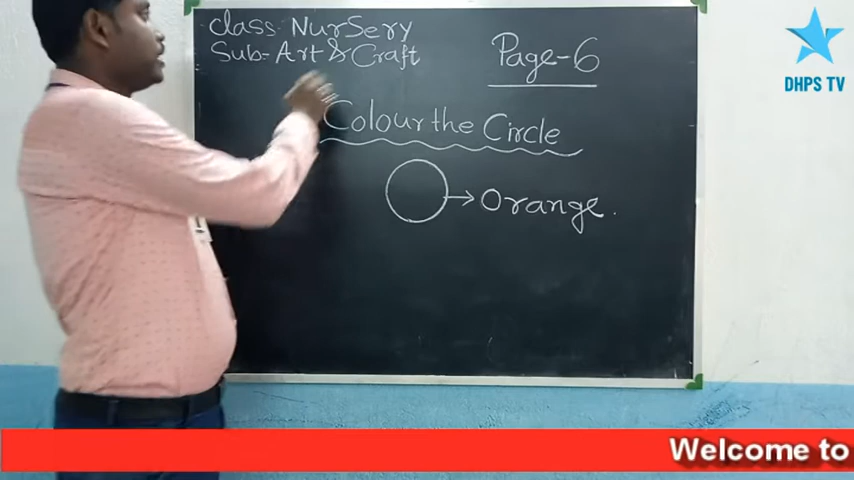 class: NurSery
Sub- Art & Craft
Page-6
Colour the Circle
Orange.
DHPS TV
Welcome to